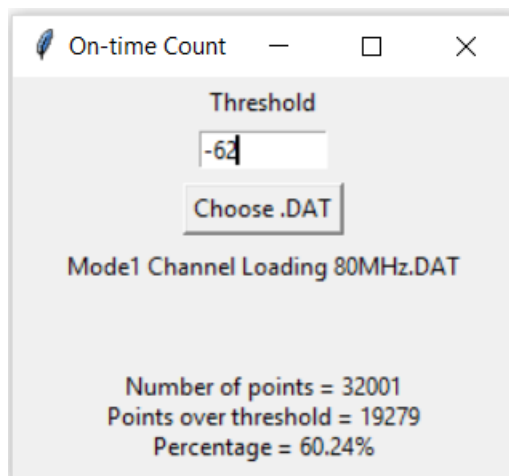 On-time Count
Threshold
-62
Choose .DAT
Mode1 Channel Loading 80MHz.DAT
Number of points = 32001
Points over threshold = 19279
Percentage = 60.24%